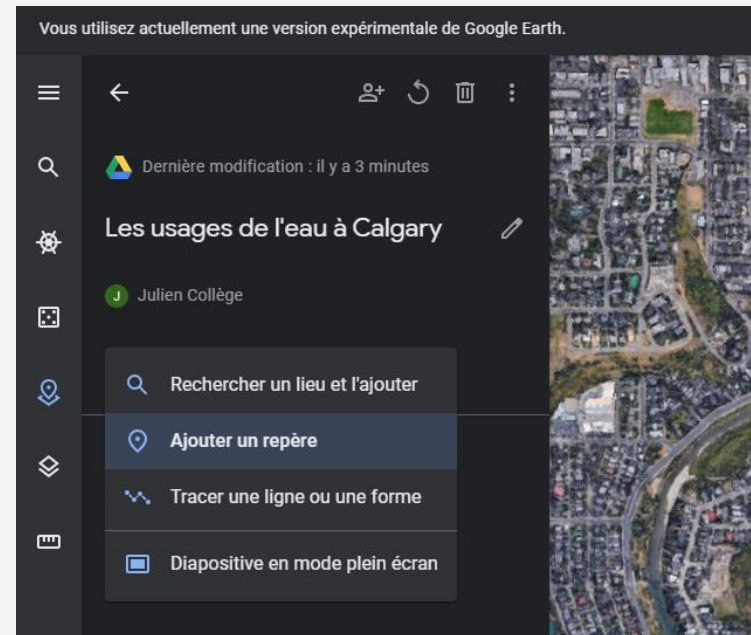 Vous utilisez actuellement une version expérimentale de Google Earth.
Dernière modification : il y a 3 minutes
Les usages de l'eau à Calgary
J
Julien Collège
Rechercher un lieu et l'ajouter
Ajouter un repère
Tracer une ligne ou une forme
Diapositive en mode plein écran